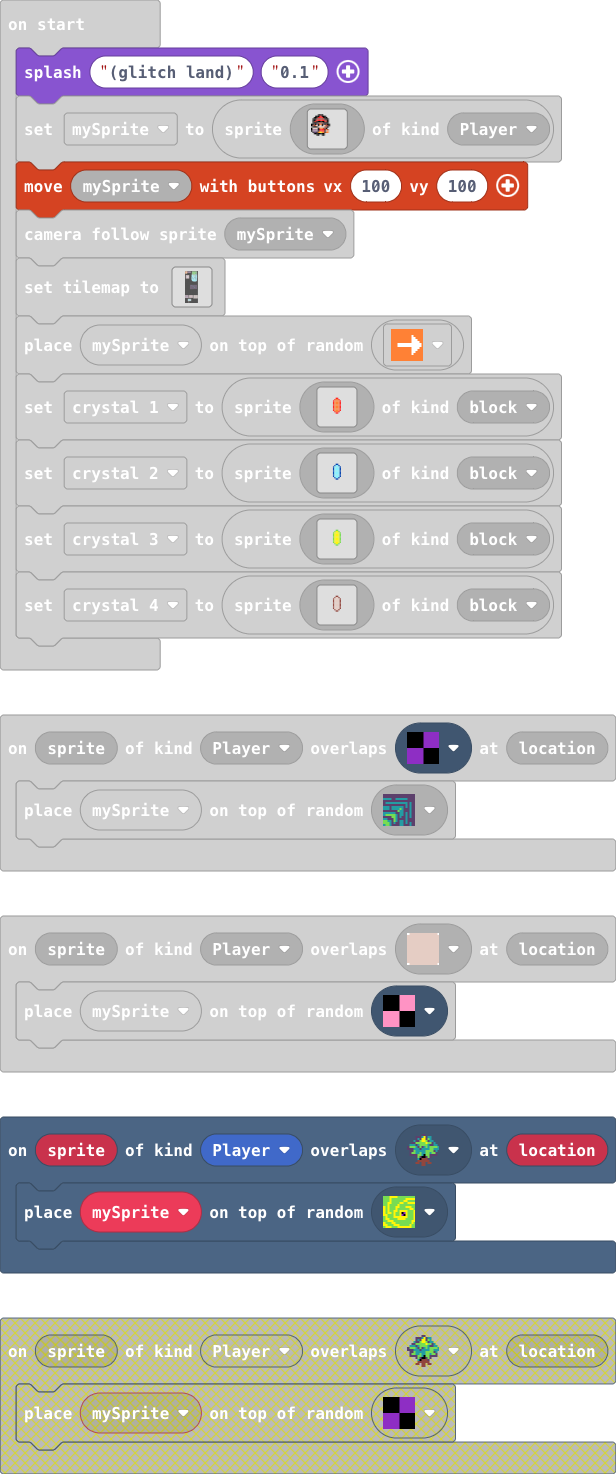 on start
splash "(glitch land)" "0.1"
set mySprite to sprite of kind Player
move mySprite with buttons vx 100 vy 100
camera follow sprite mySprite
set tilemap to
place mySprite on top of random
set crystal 1 to sprite of kind block
set crystal 2 to sprite of kind block
set crystal 3 to sprite of kind block
set crystal 4 to sprite of kind block
on sprite of kind Player overlaps at location
place mySprite on top of random
on sprite of kind Player overlaps at location
place mySprite on top of random
on sprite of kind Player overlaps at location
place mySprite on top of random
on sprite of kind Player overlaps at location
place mySprite on top of random